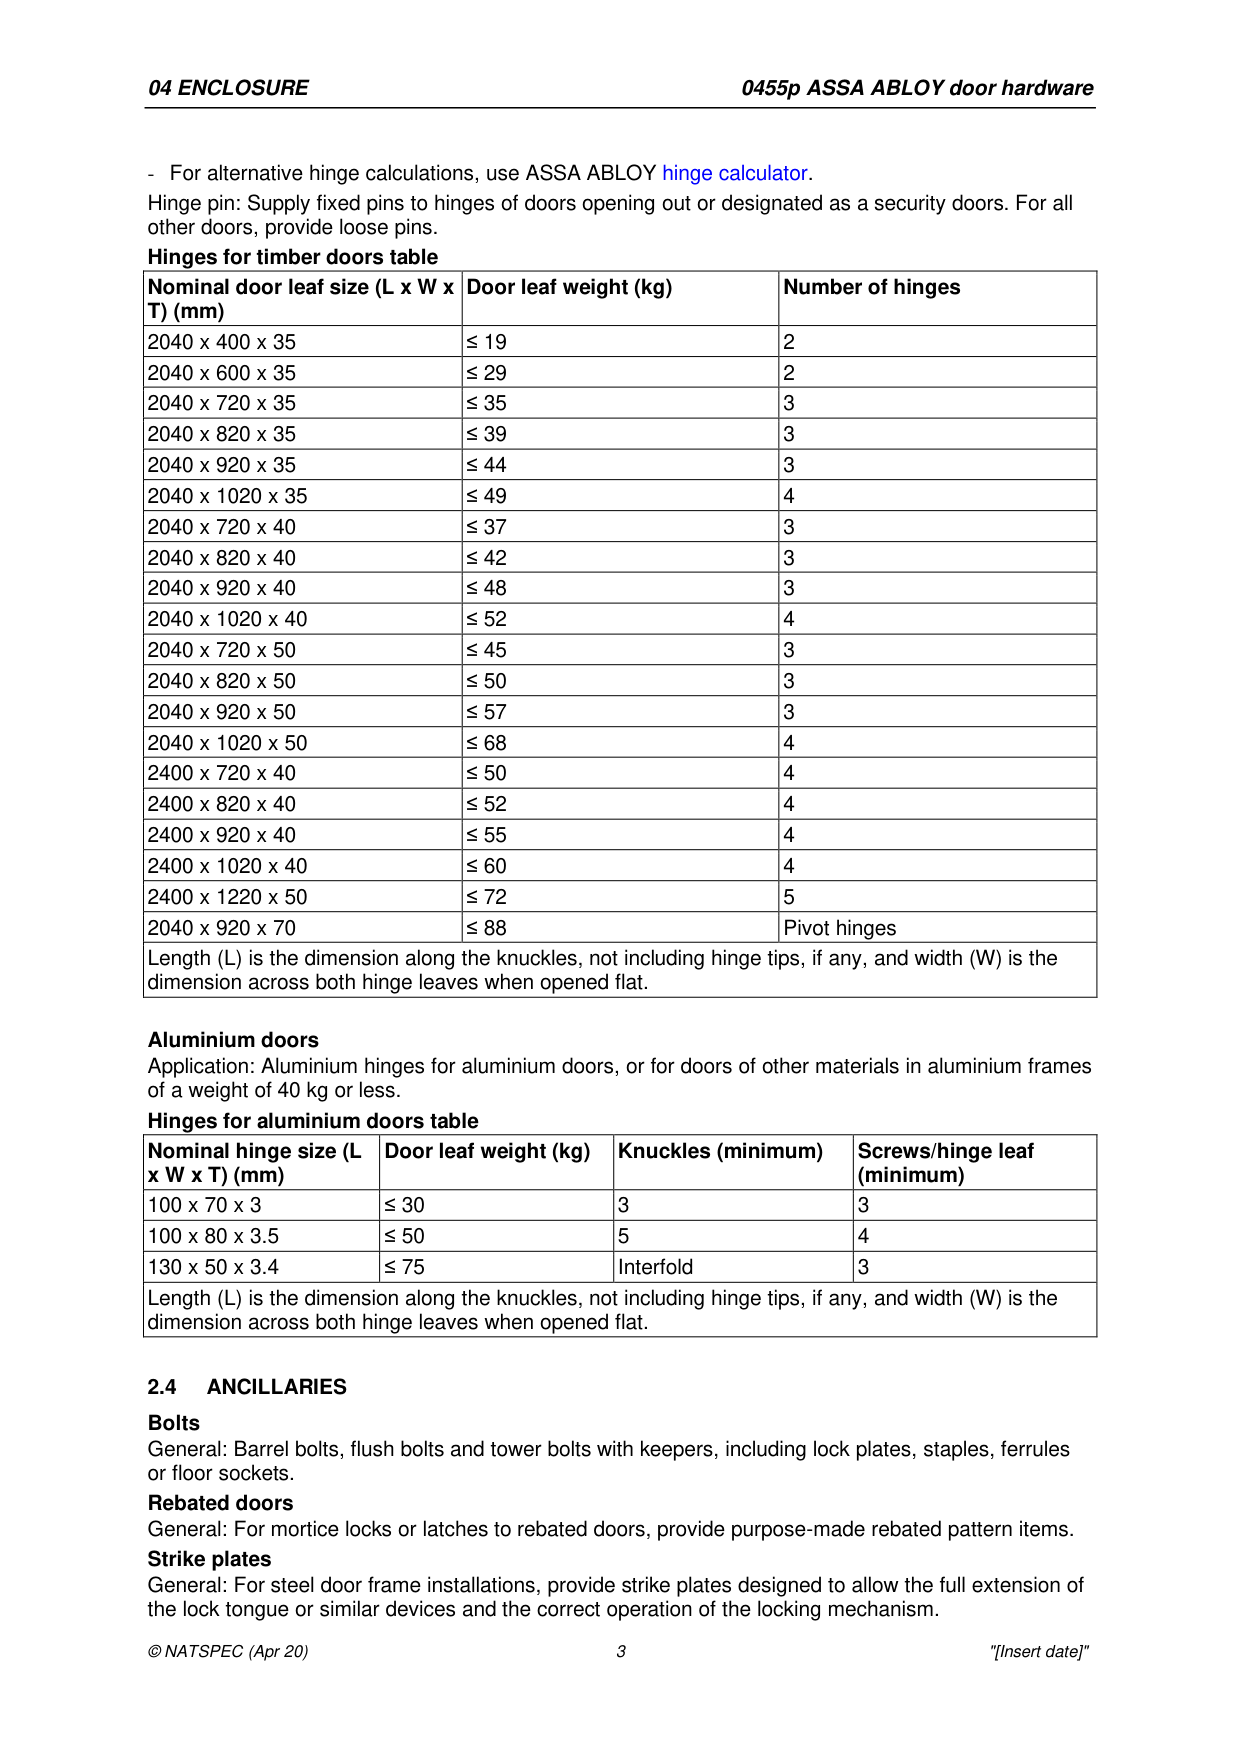 04 ENCLOSURE 0455p ASSA ABLOY door hardware
- For alternative hinge calculations, use ASSA ABLOY hinge calculator.
Hinge pin: Supply fixed pins to hinges of doors opening out or designated as a security doors. For all
other doors, provide loose pins.
Hinges for timber doors table
Nominal door leaf size (L x W x T) (mm) Door leaf weight (kg) Number of hinges
2040 x 400 x 35 ≤ 19 2
2040 x 600 x 35 ≤ 29 2
2040 x 720 x 35 ≤ 35 3
2040 x 820 x 35 ≤ 39 3
2040 x 920 x 35 ≤ 44 3
2040 x 1020 x 35 ≤ 49 4
2040 x 720 x 40 ≤ 37 3
2040 x 820 x 40 ≤ 42 3
2040 x 920 x 40 ≤ 48 3
2040 x 1020 x 40 ≤ 52 4
2040 x 720 x 50 ≤ 45 3
2040 x 820 x 50 ≤ 50 3
2040 x 920 x 50 ≤ 57 3
2040 x 1020 x 50 ≤ 68 4
2400 x 720 x 40 ≤ 50 4
2400 x 820 x 40 ≤ 52 4
2400 x 920 x 40 ≤ 55 4
2400 x 1020 x 40 ≤ 60 4
2400 x 1220 x 50 ≤ 72 5
2040 x 920 x 70 ≤ 88 Pivot hinges
Length (L) is the dimension along the knuckles, not including hinge tips, if any, and width (W) is the
dimension across both hinge leaves when opened flat.
Aluminium doors
Application: Aluminium hinges for aluminium doors, or for doors of other materials in aluminium frames
of a weight of 40 kg or less.
Hinges for aluminium doors table
Nominal hinge size (L x W x T) (mm) Door leaf weight (kg) Knuckles (minimum) Screws/hinge leaf (minimum)
100 x 70 x 3 ≤ 30 3 3
100 x 80 x 3.5 ≤ 50 5 4
130 x 50 x 3.4 ≤ 75 Interfold 3
Length (L) is the dimension along the knuckles, not including hinge tips, if any, and width (W) is the
dimension across both hinge leaves when opened flat.
2.4 ANCILLARIES
Bolts
General: Barrel bolts, flush bolts and tower bolts with keepers, including lock plates, staples, ferrules
or floor sockets.
Rebated doors
General: For mortice locks or latches to rebated doors, provide purpose-made rebated pattern items.
Strike plates
General: For steel door frame installations, provide strike plates designed to allow the full extension of
the lock tongue or similar devices and the correct operation of the locking mechanism.
© NATSPEC (Apr 20) 3 "[Insert date]"